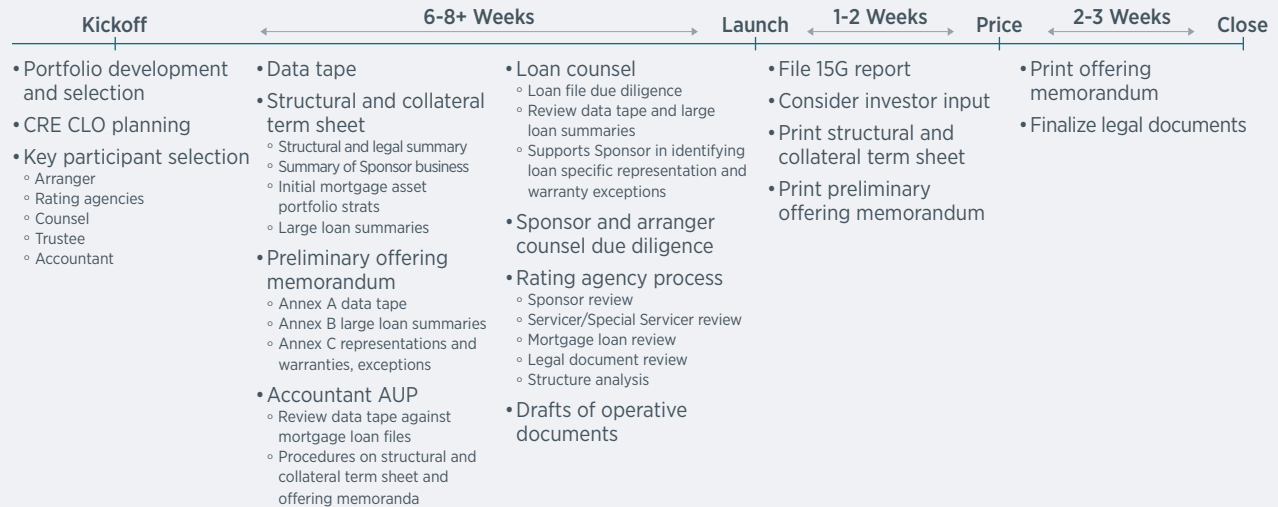 Kickoff
6-8+ Weeks
Launch
1-2 Weeks
Price
2-3 Weeks
Close
• Portfolio development
and selection
• CRE CLO planning
• Key participant selection
◦ Arranger
◦ Rating agencies
◦ Counsel
◦ Trustee
◦ Accountant
• Data tape
• Structural and collateral
term sheet
◦ Structural and legal summary
◦ Summary of Sponsor business
◦ Initial mortgage asset
portfolio strats
◦ Large loan summaries
• Preliminary offering
memorandum
◦ Annex A data tape
◦ Annex B large loan summaries
◦ Annex C representations and
warranties, exceptions
• Accountant AUP
◦ Review data tape against
mortgage loan files
◦ Procedures on structural and
collateral term sheet and
offering memoranda
• Loan counsel
◦ Loan file due diligence
◦ Review data tape and large
loan summaries
◦ Supports Sponsor in identifying
loan specific representation and
warranty exceptions
• Sponsor and arranger
counsel due diligence
• Rating agency process
◦ Sponsor review
◦ Servicer/Special Servicer review
◦ Mortgage loan review
◦ Legal document review
◦ Structure analysis
• Drafts of operative
documents
• File 15G report
• Consider investor input
• Print structural and
collateral term sheet
• Print preliminary
offering memorandum
• Print offering
memorandum
• Finalize legal documents